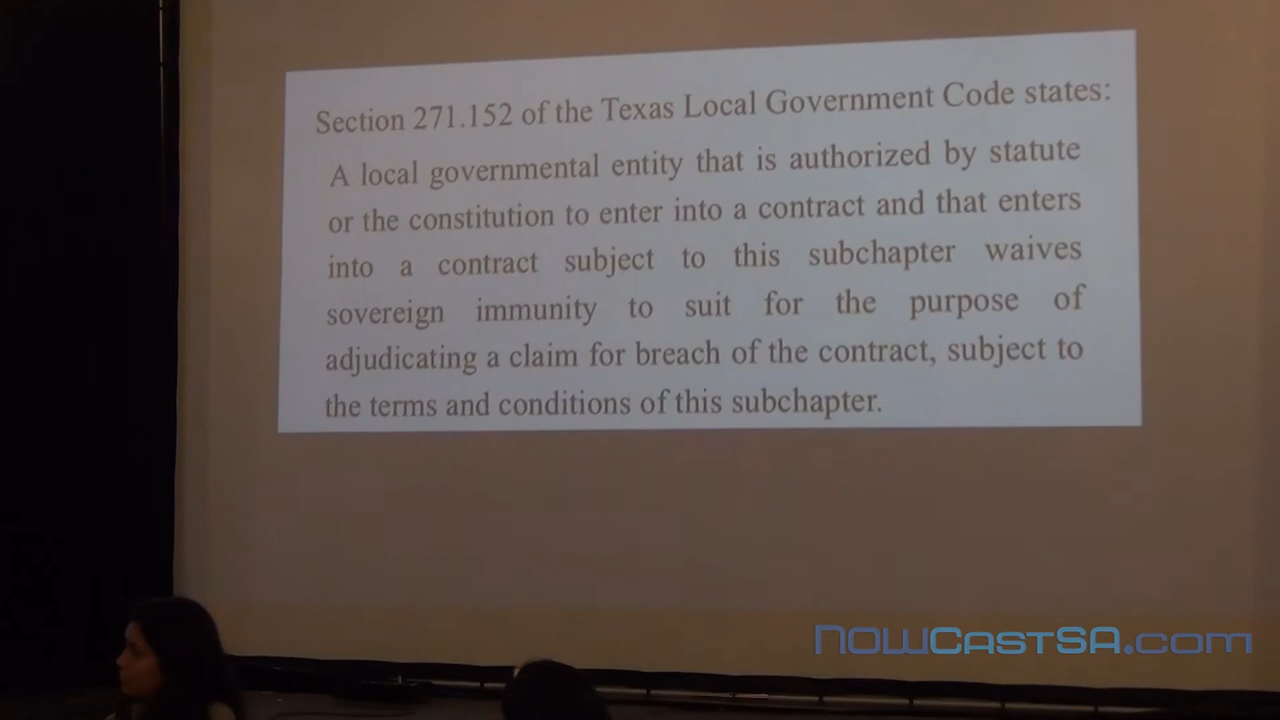 Section 271.152 of the Texas Local Government Code states:
A local governmental entity that is authorized by statute
or the constitution to enter into a contract and that enters
into a contract subject to this subchapter waives
sovereign immunity to suit for the purpose of
adjudicating a claim for breach of the contract, subject to
the terms and conditions of this subchapter.
NOWCastSA.com